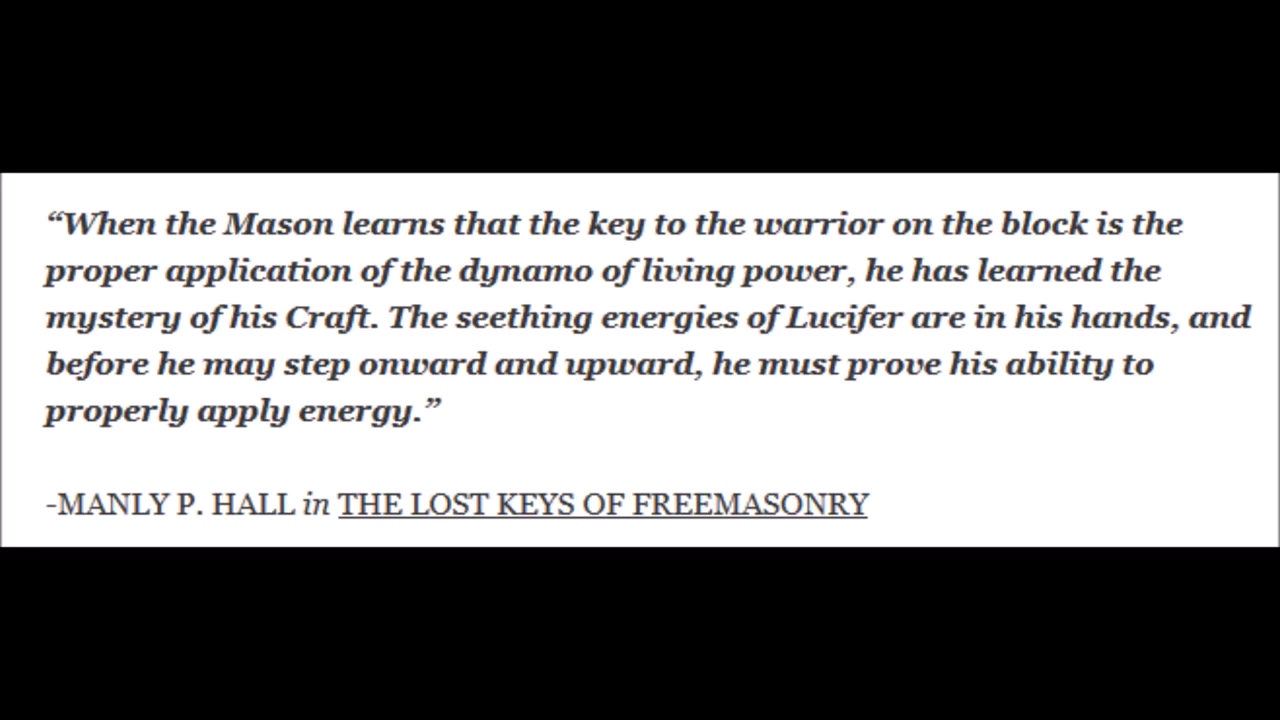 “When the Mason learns that the key to the warrior on the block is the
proper application of the dynamo of living power, he has learned the
mystery of his Craft. The seething energies of Lucifer are in his hands, and
before he may step onward and upward, he must prove his ability to
properly apply energy.”
-MANLY P. HALL in THE LOST KEYS OF FREEMASONRY